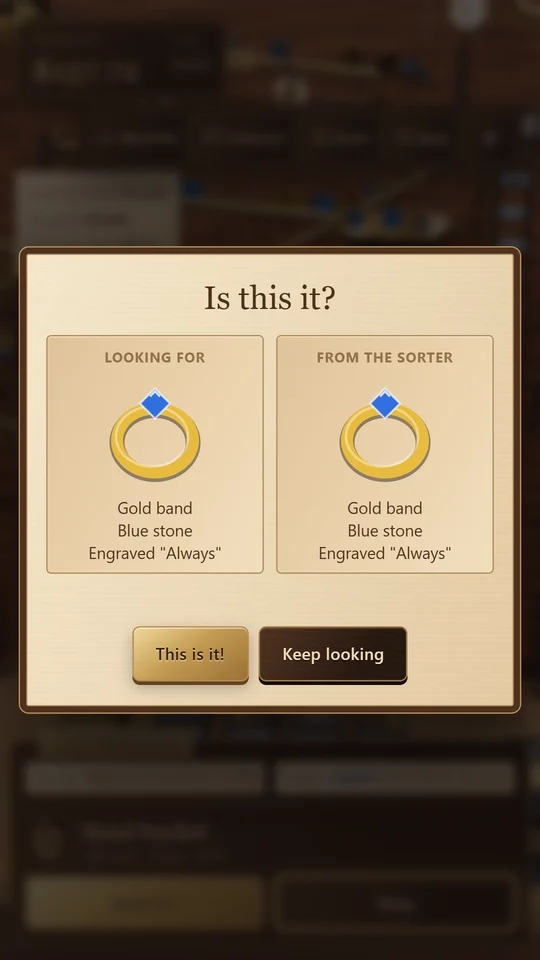 Is this it?
LOOKING FOR
Gold band
Blue stone
Engraved "Always"
FROM THE SORTER
Gold band
Blue stone
Engraved "Always"
This is it!
Keep looking